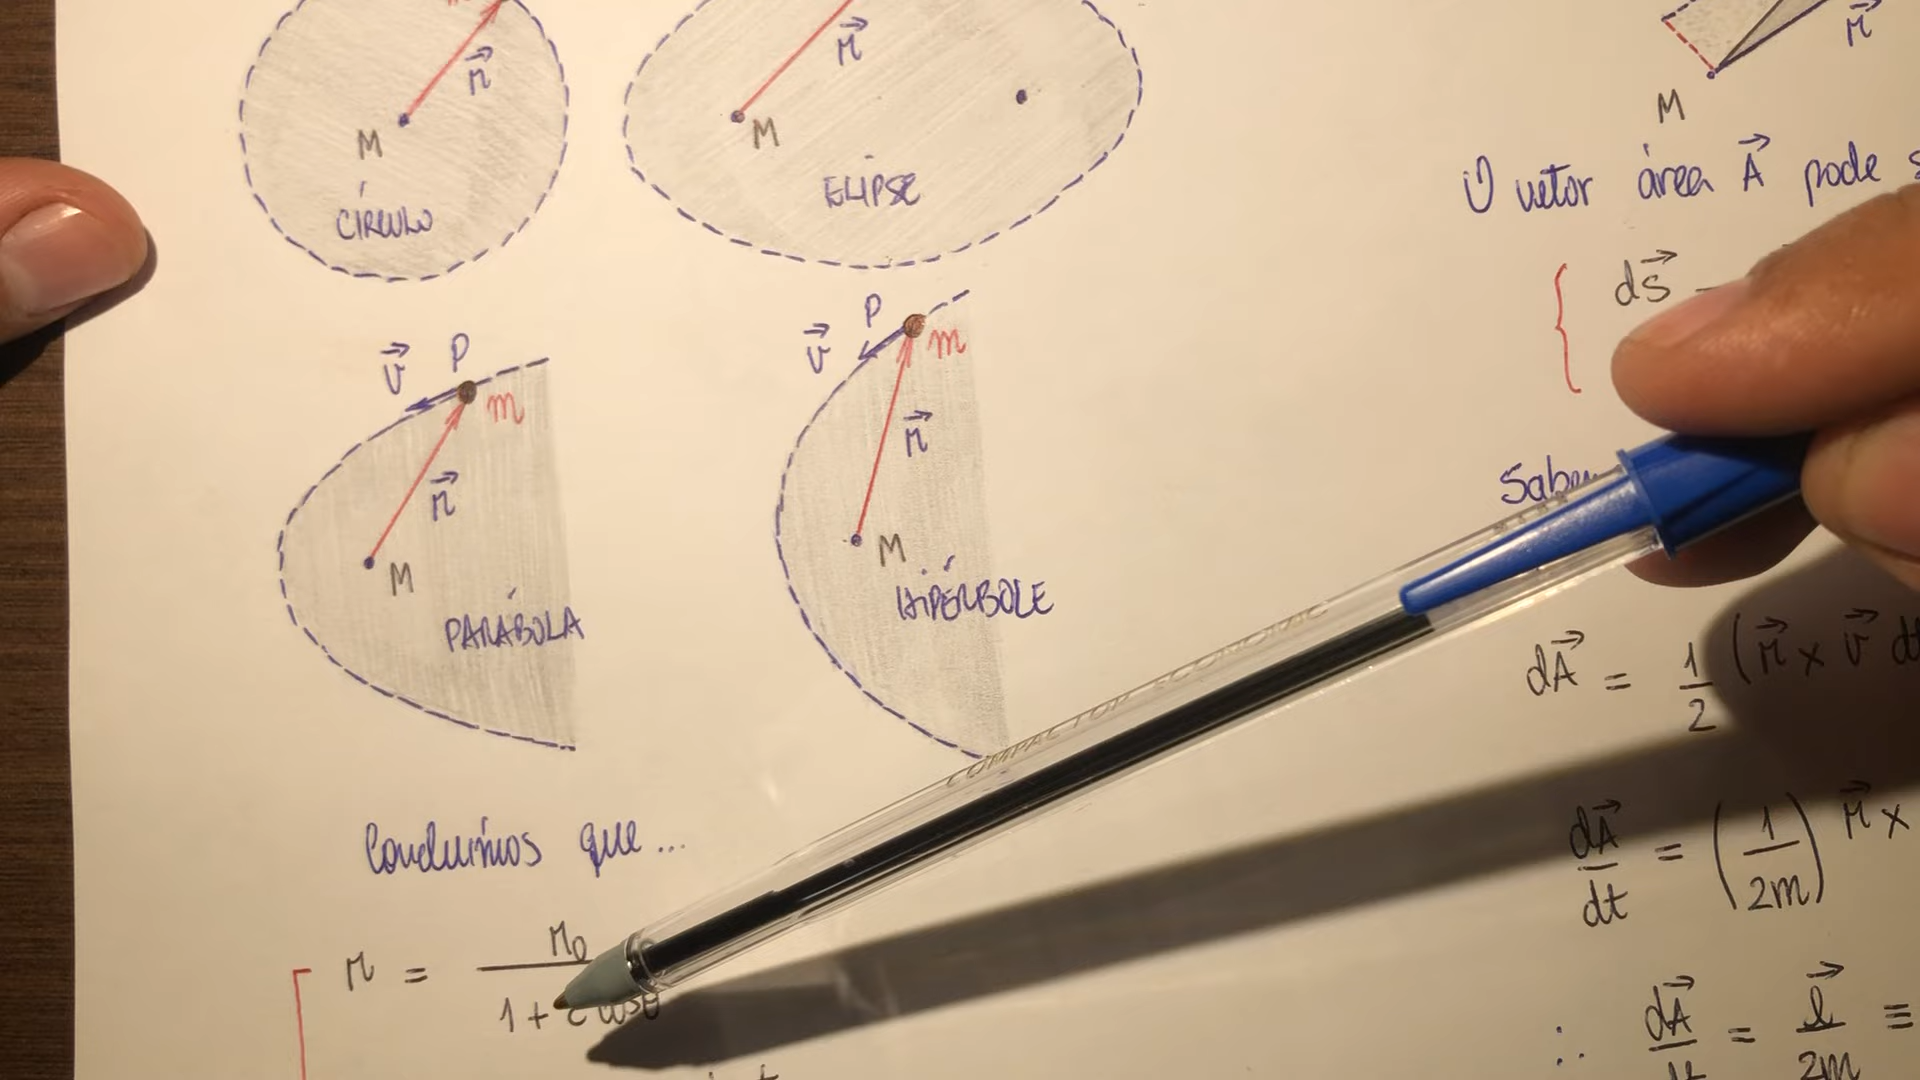 m
r⃗
M
CÍRCULO
r⃗
M
ELIPSE
v⃗ P
m
r⃗
M
PARÁBOLA
v⃗ P
m
r⃗
M
HIPÉRBOLE
Concluímos que...
r = r₀ / 1 + ε cosθ
r⃗
M
O vetor área A⃗ pode
{ ds⃗
dA⃗ = 1/2 (r⃗ x v⃗ dt
dA⃗/dt = (1/2m) r⃗ x
∴ dA⃗/dt = l⃗/2m ≡
COMPACTOR ECONOMIC